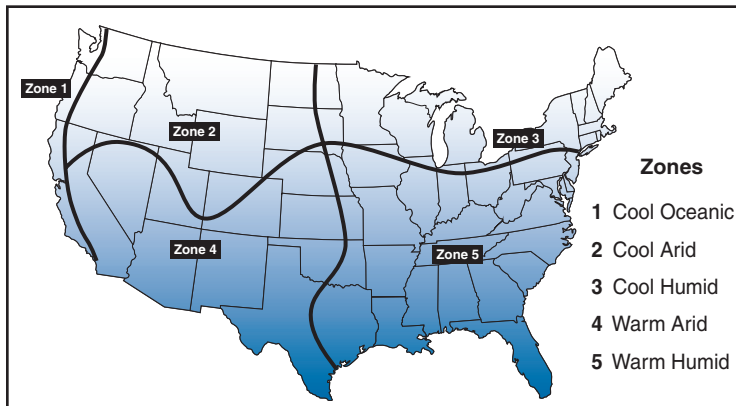 Zone 1
Zone 2
Zone 3
Zone 4
Zone 5
Zones
1 Cool Oceanic
2 Cool Arid
3 Cool Humid
4 Warm Arid
5 Warm Humid